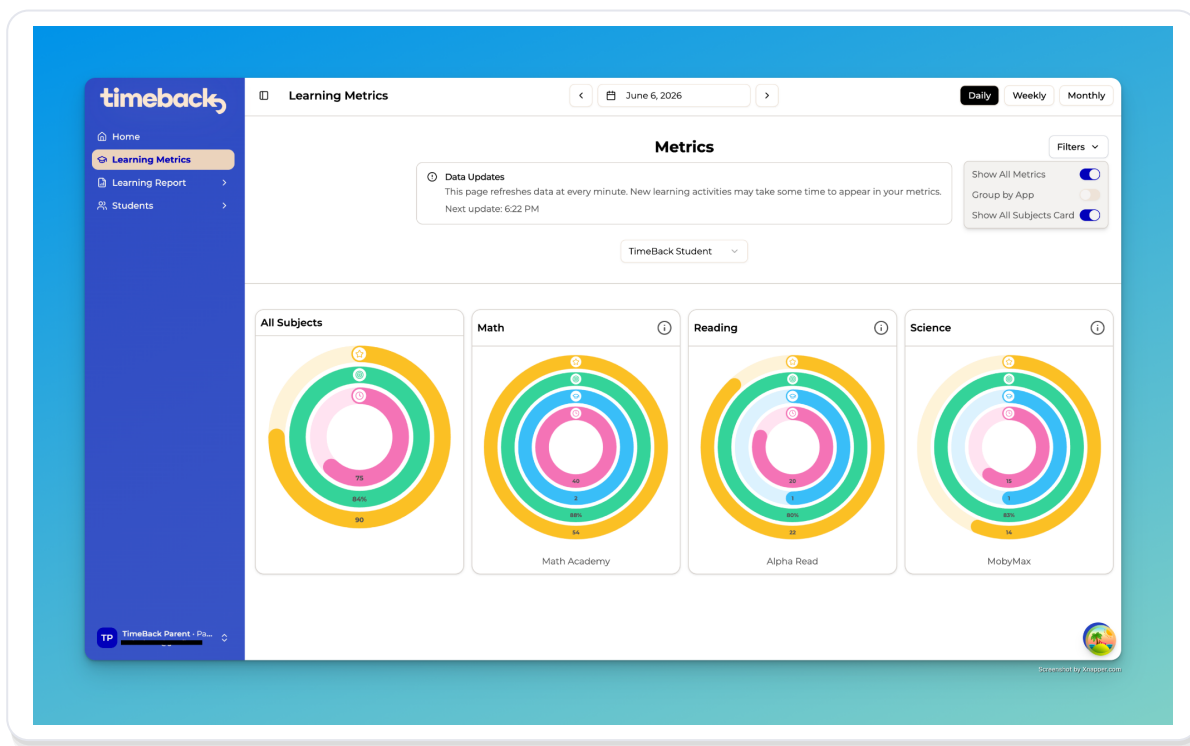 timeback
Learning Metrics
June 6, 2026
Daily
Weekly
Monthly
Home
Learning Metrics
Learning Report
Students
Metrics
Filters
Data Updates
This page refreshes data at every minute. New learning activities may take some time to appear in your metrics.
Next update: 6:22 PM
Show All Metrics
Group by App
Show All Subjects Card
TimeBack Student
All Subjects
75
84%
90
Math
40
2
88%
54
Math Academy
Reading
20
1
80%
22
Alpha Read
Science
15
1
83%
14
MobyMax
TP
TimeBack Parent · Pa...
Screenshot by Xnapper.com